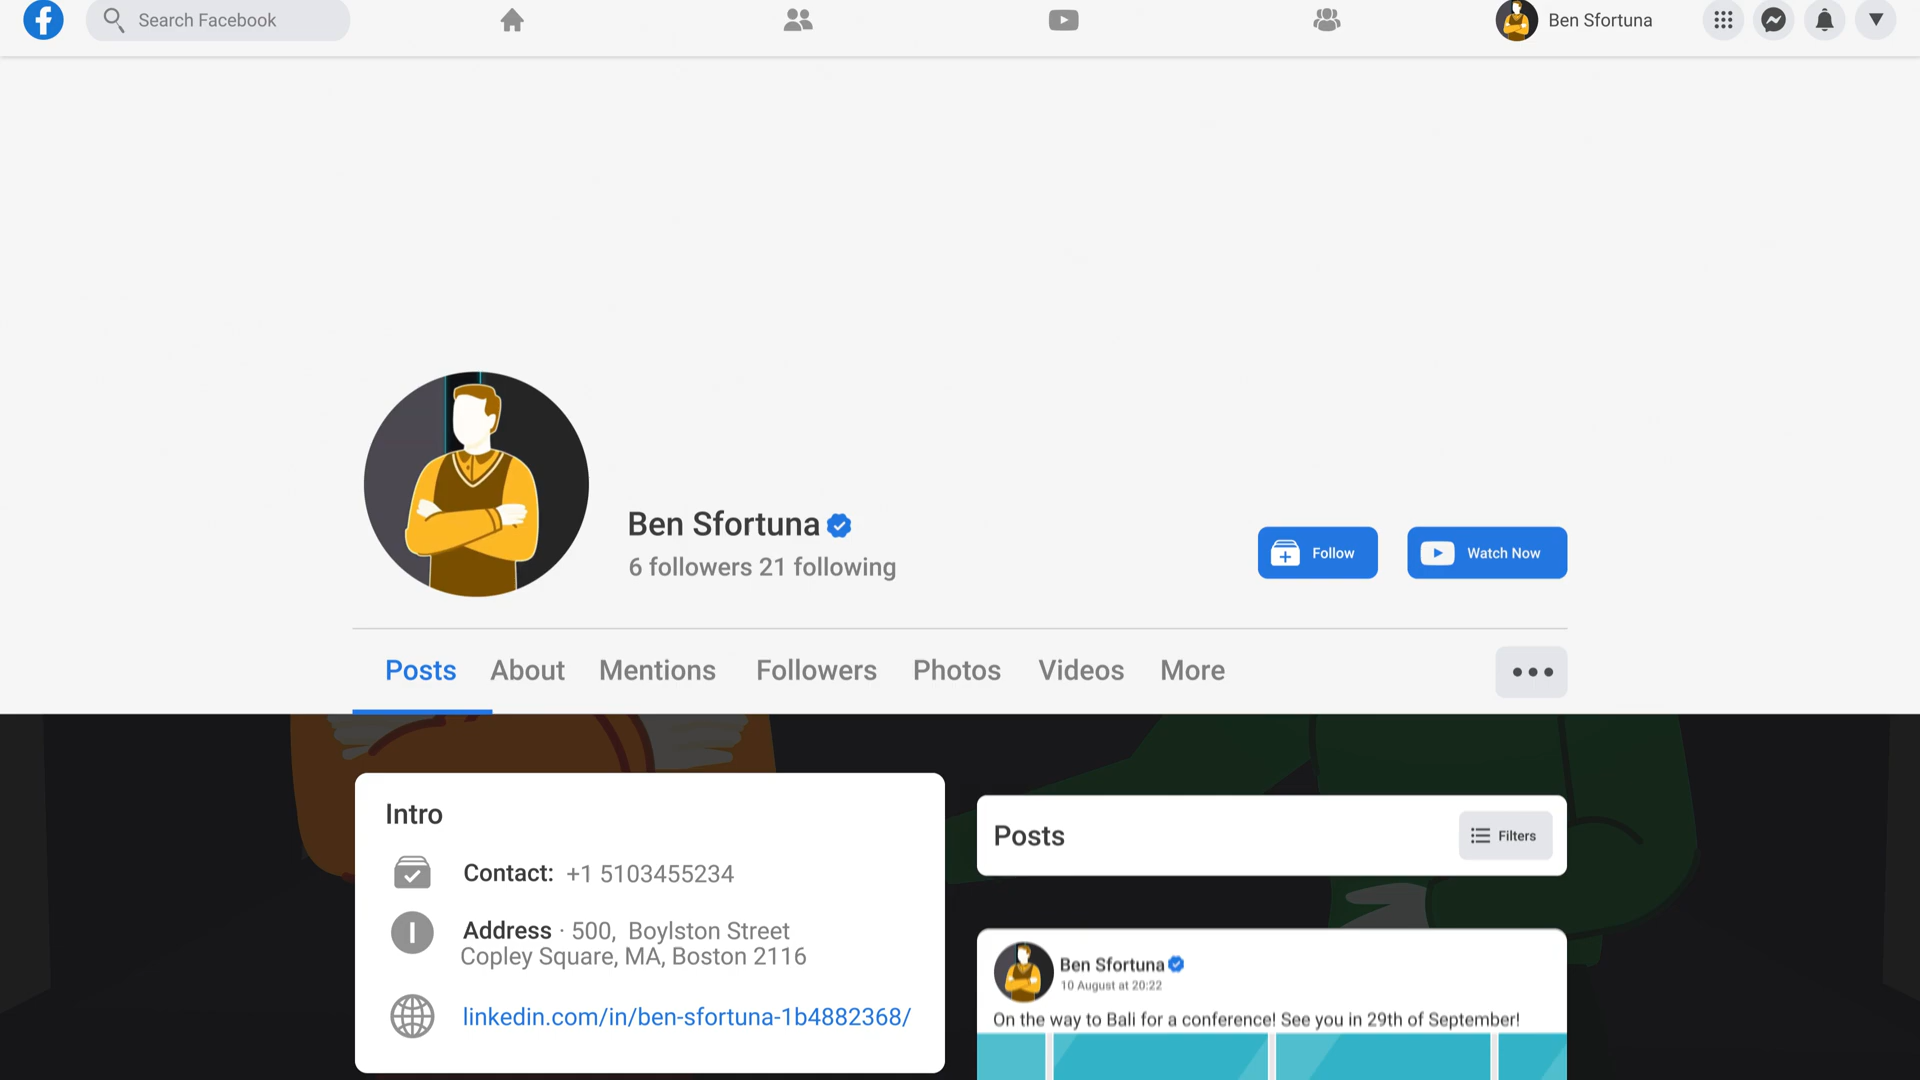 Search Facebook
Ben Sfortuna
Ben Sfortuna
6 followers 21 following
Follow
Watch Now
Posts
About
Mentions
Followers
Photos
Videos
More
Intro
Contact: +1 5103455234
Address · 500, Boylston Street
Copley Square, MA, Boston 2116
linkedin.com/in/ben-sfortuna-1b4882368/
Posts
Filters
Ben Sfortuna
10 August at 20:22
On the way to Bali for a conference! See you in 29th of September!